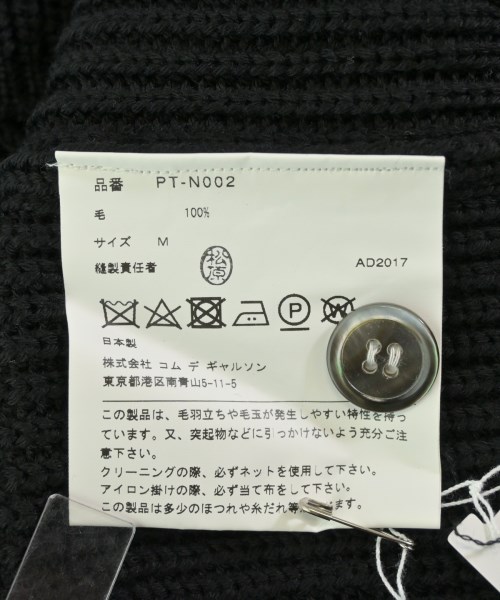 品番 PT-N002
毛 100%
サイズ M
縫製責任者 松原 AD2017
P W
日本製
株式会社 コム デ ギャルソン
東京都港区南青山5-11-5
この製品は、毛羽立ちや毛玉が発生しやすい特性を持っ
ています。又、突起物などに引っかけないよう充分ご注
意下さい。
クリーニングの際、必ずネットを使用して下さい。
アイロン掛けの際、必ず当て布をして下さい。
この製品は多少のほつれや糸だれ等 ます。